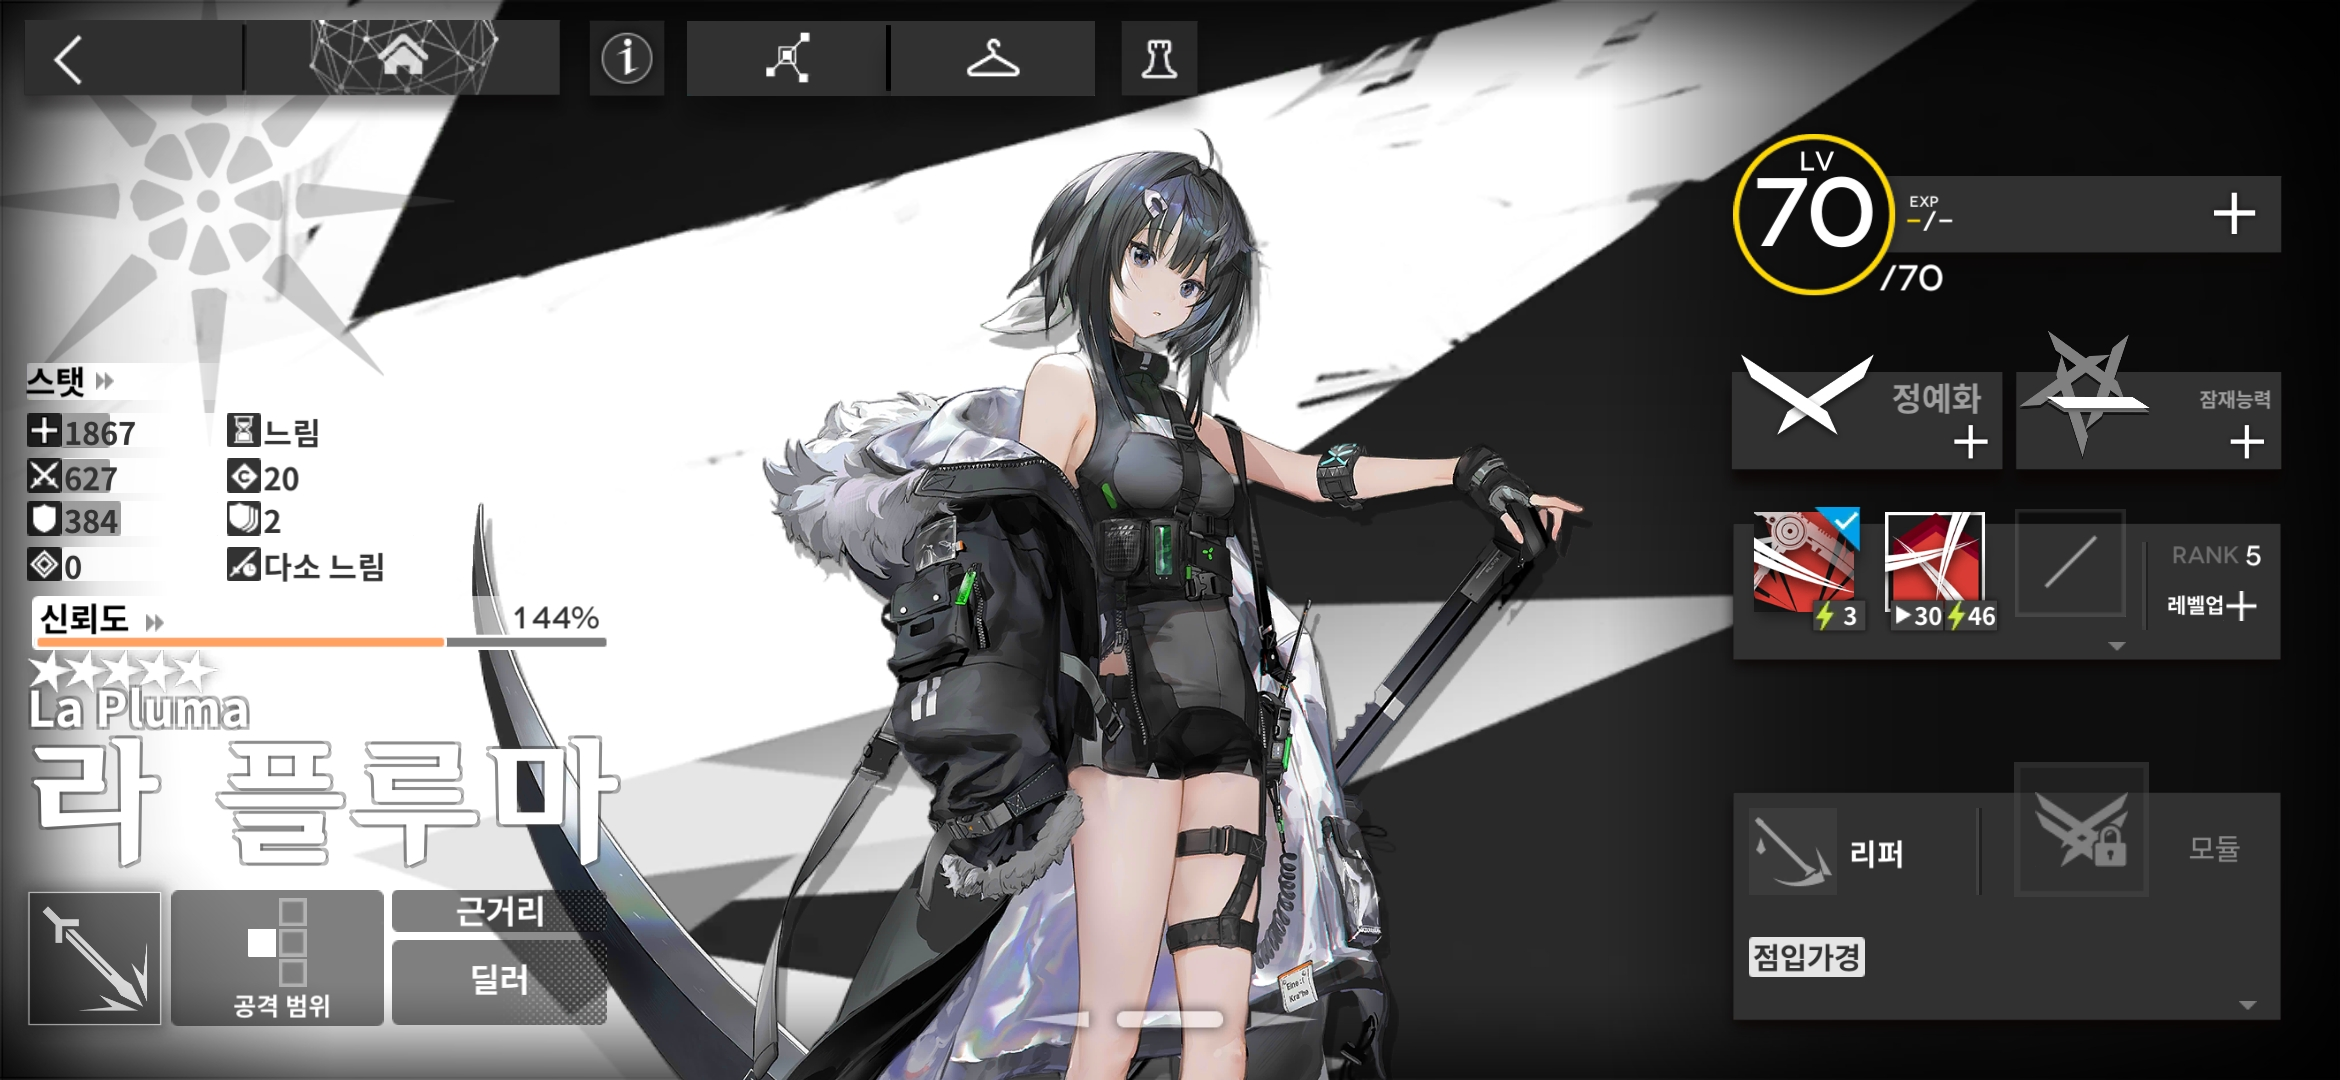 LV
70
/70
EXP
-/-
스탯
1867
느림
627
20
384
2
0
다소 느림
신뢰도
144%
La Pluma
라 플루마
공격 범위
근거리
딜러
정예화
잠재능력
3
30
46
RANK 5
레벨업
리퍼
모듈
점입가경
Eine
Krähe